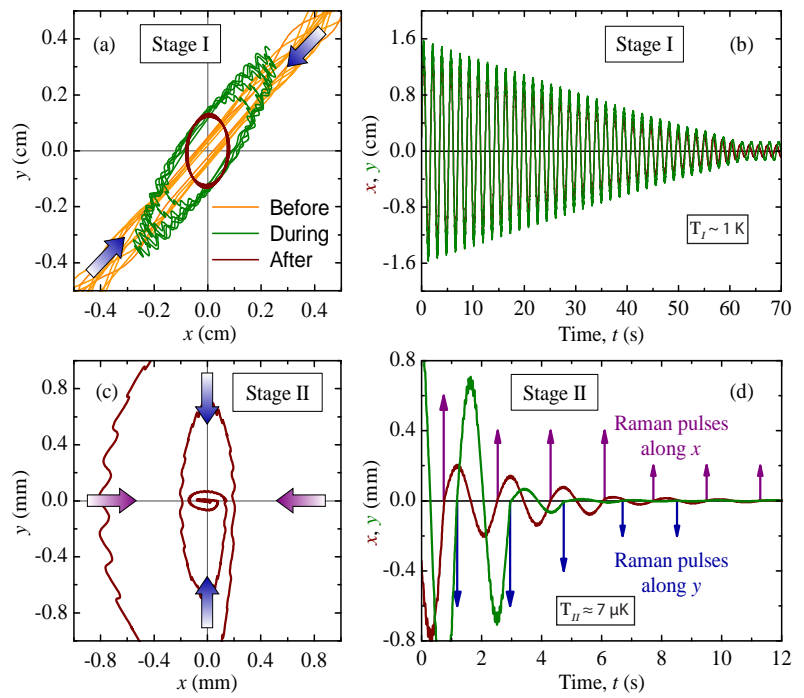 (a)
Stage I
y (cm)
0.4
0.2
0.0
-0.2
-0.4
Before
During
After
-0.4 -0.2 0.0 0.2 0.4
x (cm)
(b)
Stage I
x, y (cm)
1.6
0.8
0.0
-0.8
-1.6
T_I ~ 1 K
0 10 20 30 40 50 60 70
Time, t (s)
(c)
Stage II
y (mm)
0.8
0.4
0.0
-0.4
-0.8
-0.8 -0.4 0.0 0.4 0.8
x (mm)
(d)
Stage II
x, y (mm)
0.8
0.4
0.0
-0.4
-0.8
Raman pulses
along x
Raman pulses
along y
T_II ≈ 7 μK
0 2 4 6 8 10 12
Time, t (s)